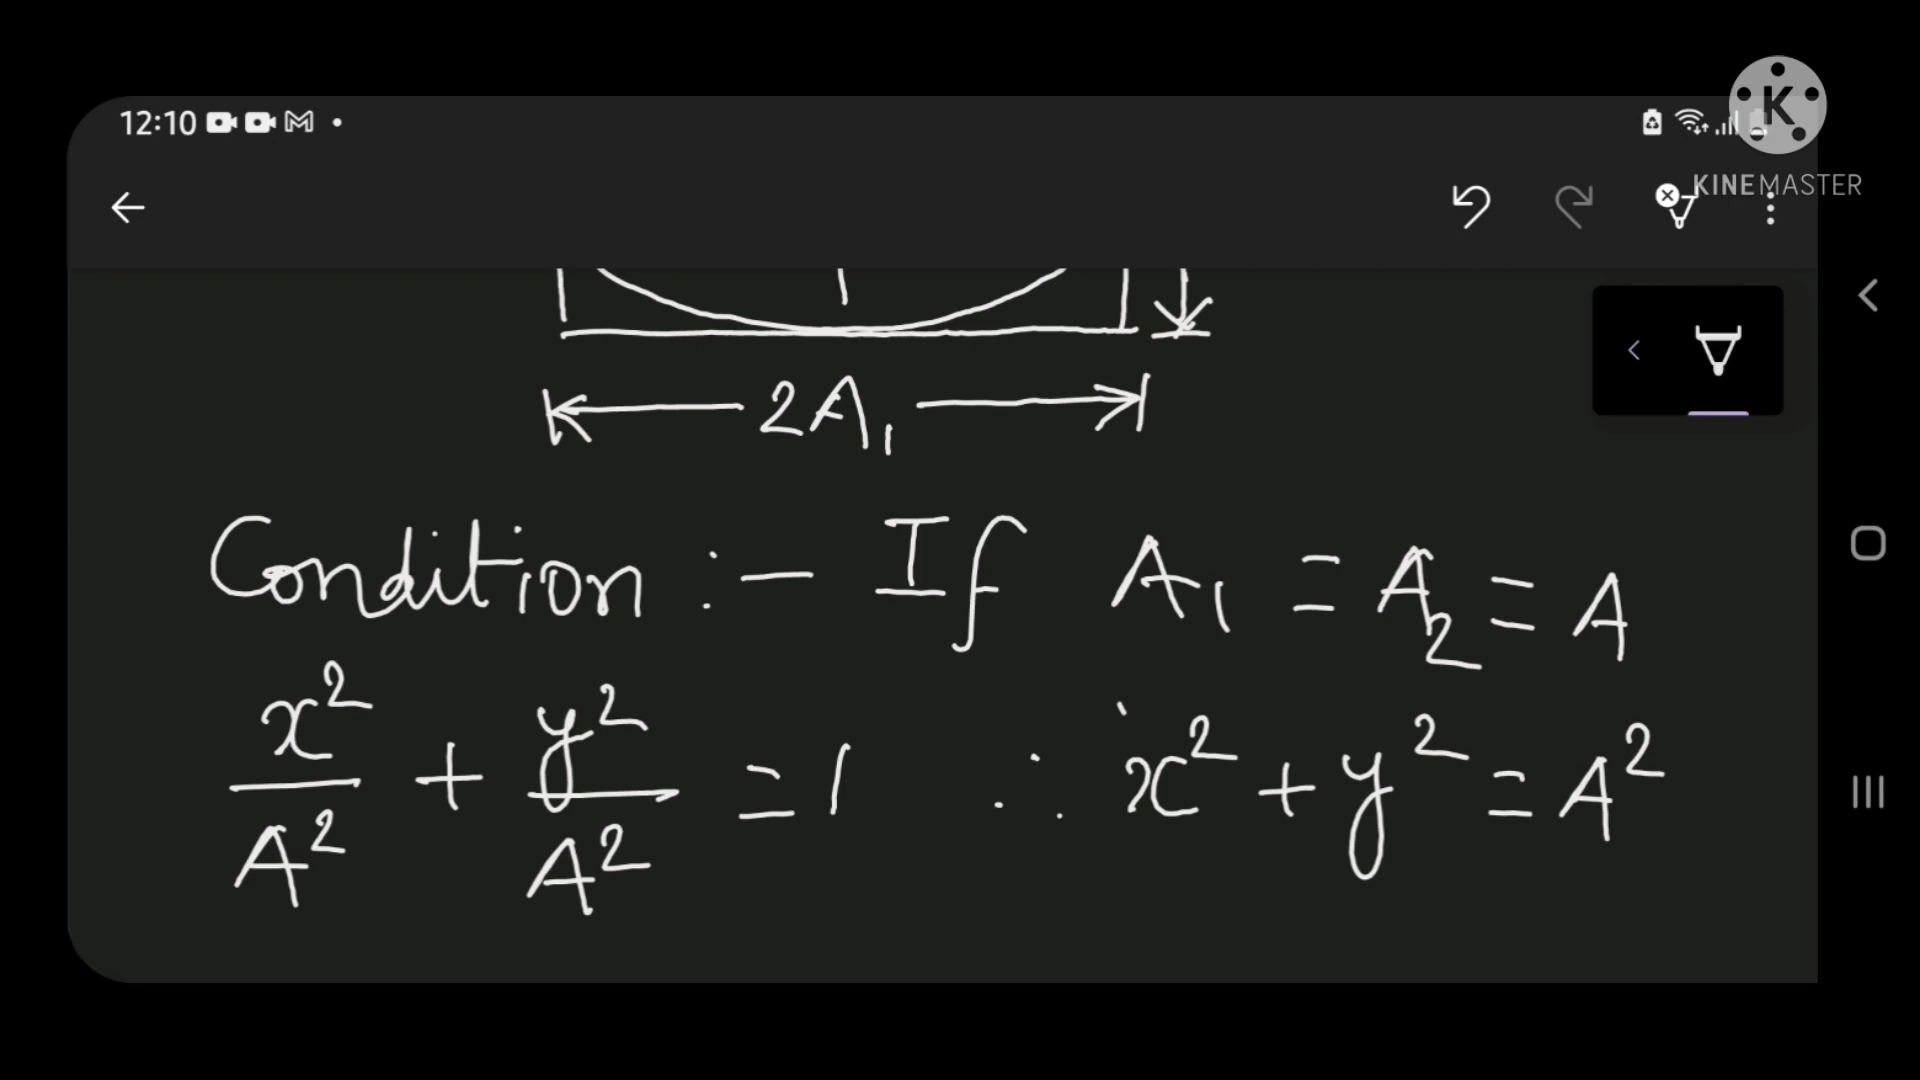 12:10
KINEMASTER
2A₁
Condition :- If A₁ = A₂ = A
x²/A² + y²/A² = 1 ∴ x² + y² = A²